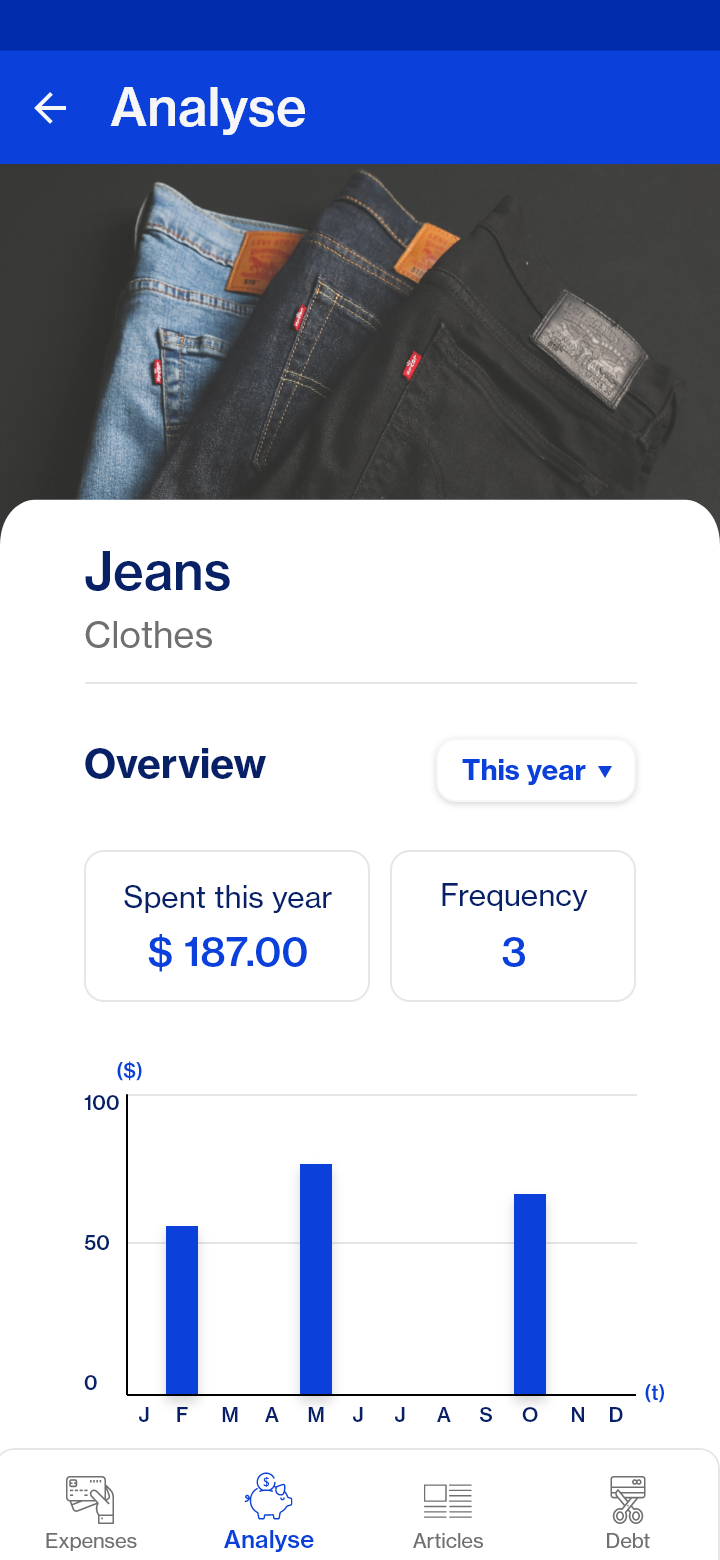 Analyse
Jeans
Clothes
Overview
This year ▼
Spent this year
$ 187.00
Frequency
3
($)
100
50
0
(t)
J F M A M J J A S O N D
$
Expenses
Analyse
Articles
Debt